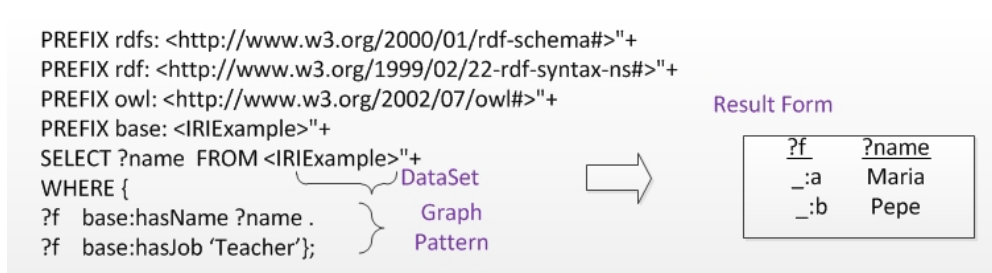 PREFIX rdfs: <http://www.w3.org/2000/01/rdf-schema#>"+
PREFIX rdf: <http://www.w3.org/1999/02/22-rdf-syntax-ns#>"+
PREFIX owl: <http://www.w3.org/2002/07/owl#>"+
PREFIX base: <IRIExample>"+
SELECT ?name FROM <IRIExample>"+
DataSet
WHERE {
?f base:hasName ?name .
?f base:hasJob ‘Teacher’};
Graph
Pattern
Result Form
?f ?name
_:a Maria
_:b Pepe